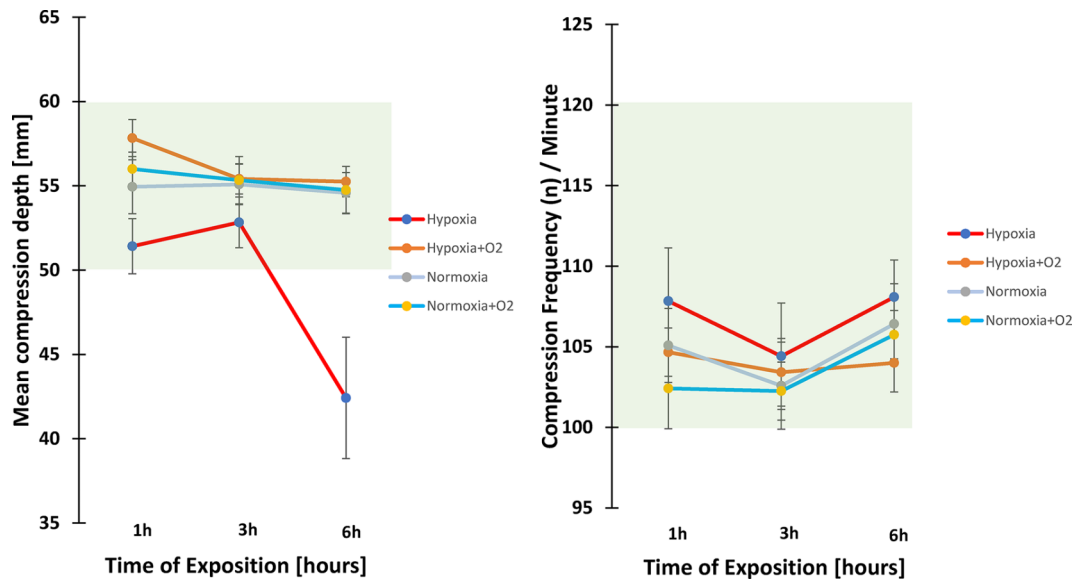 Mean compression depth [mm]
65
60
55
50
45
40
35
1h 3h 6h
Time of Exposition [hours]
Hypoxia
Hypoxia+O2
Normoxia
Normoxia+O2
Compression Frequency (n) / Minute
125
120
115
110
105
100
95
1h 3h 6h
Time of Exposition [hours]
Hypoxia
Hypoxia+O2
Normoxia
Normoxia+O2